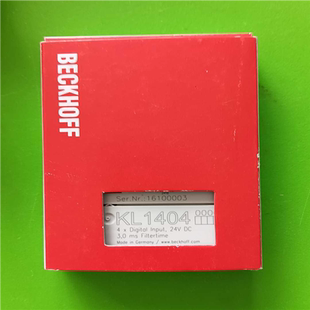 BECKHOFF
Ser.Nr.:16100003
KL1404
000
4 x Digital Input, 24V DC
3,0 ms Filtertime
Made in Germany / www.beckhoff.com